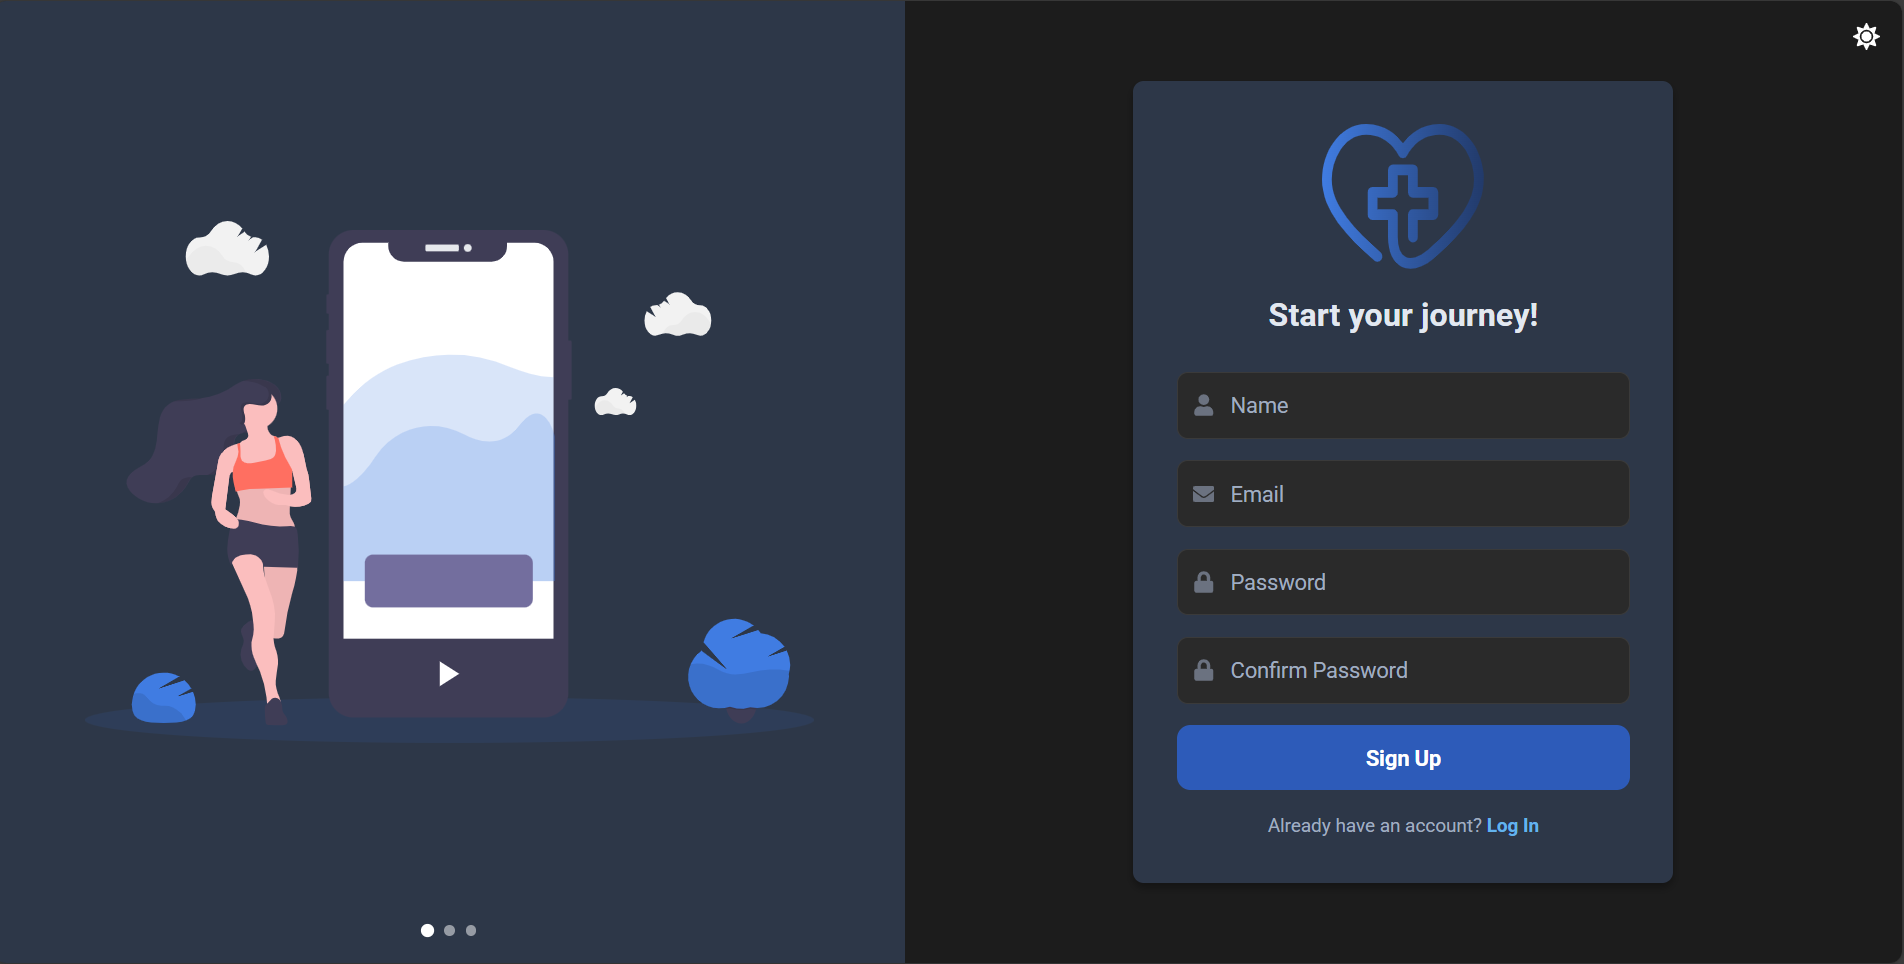 Start your journey!
Name
Email
Password
Confirm Password
Sign Up
Already have an account? Log In